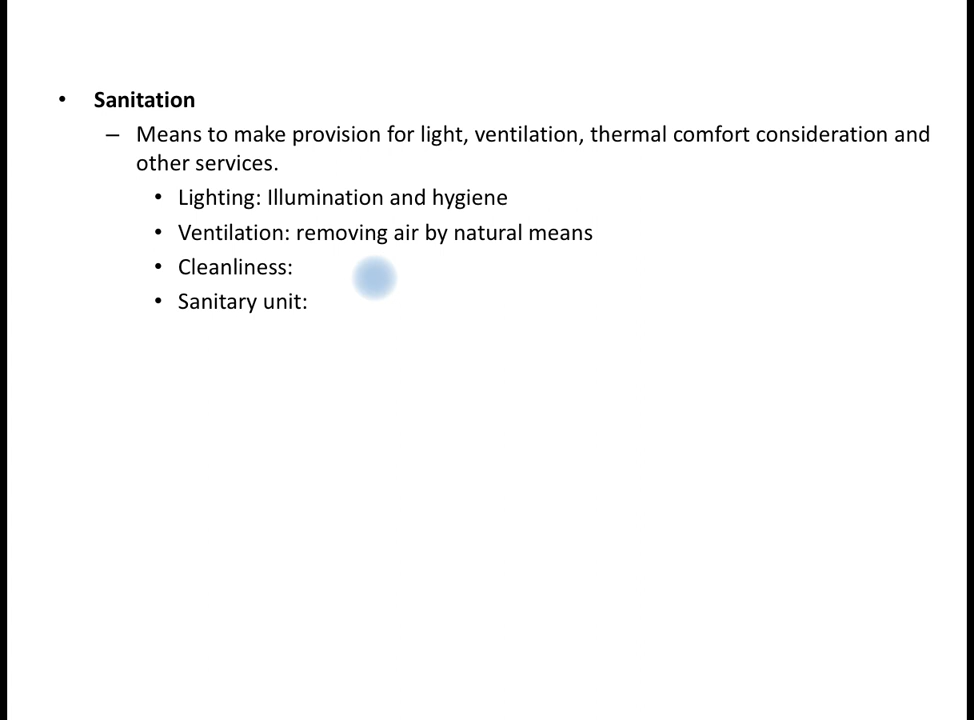 • Sanitation
– Means to make provision for light, ventilation, thermal comfort consideration and
other services.
• Lighting: Illumination and hygiene
• Ventilation: removing air by natural means
• Cleanliness:
• Sanitary unit: